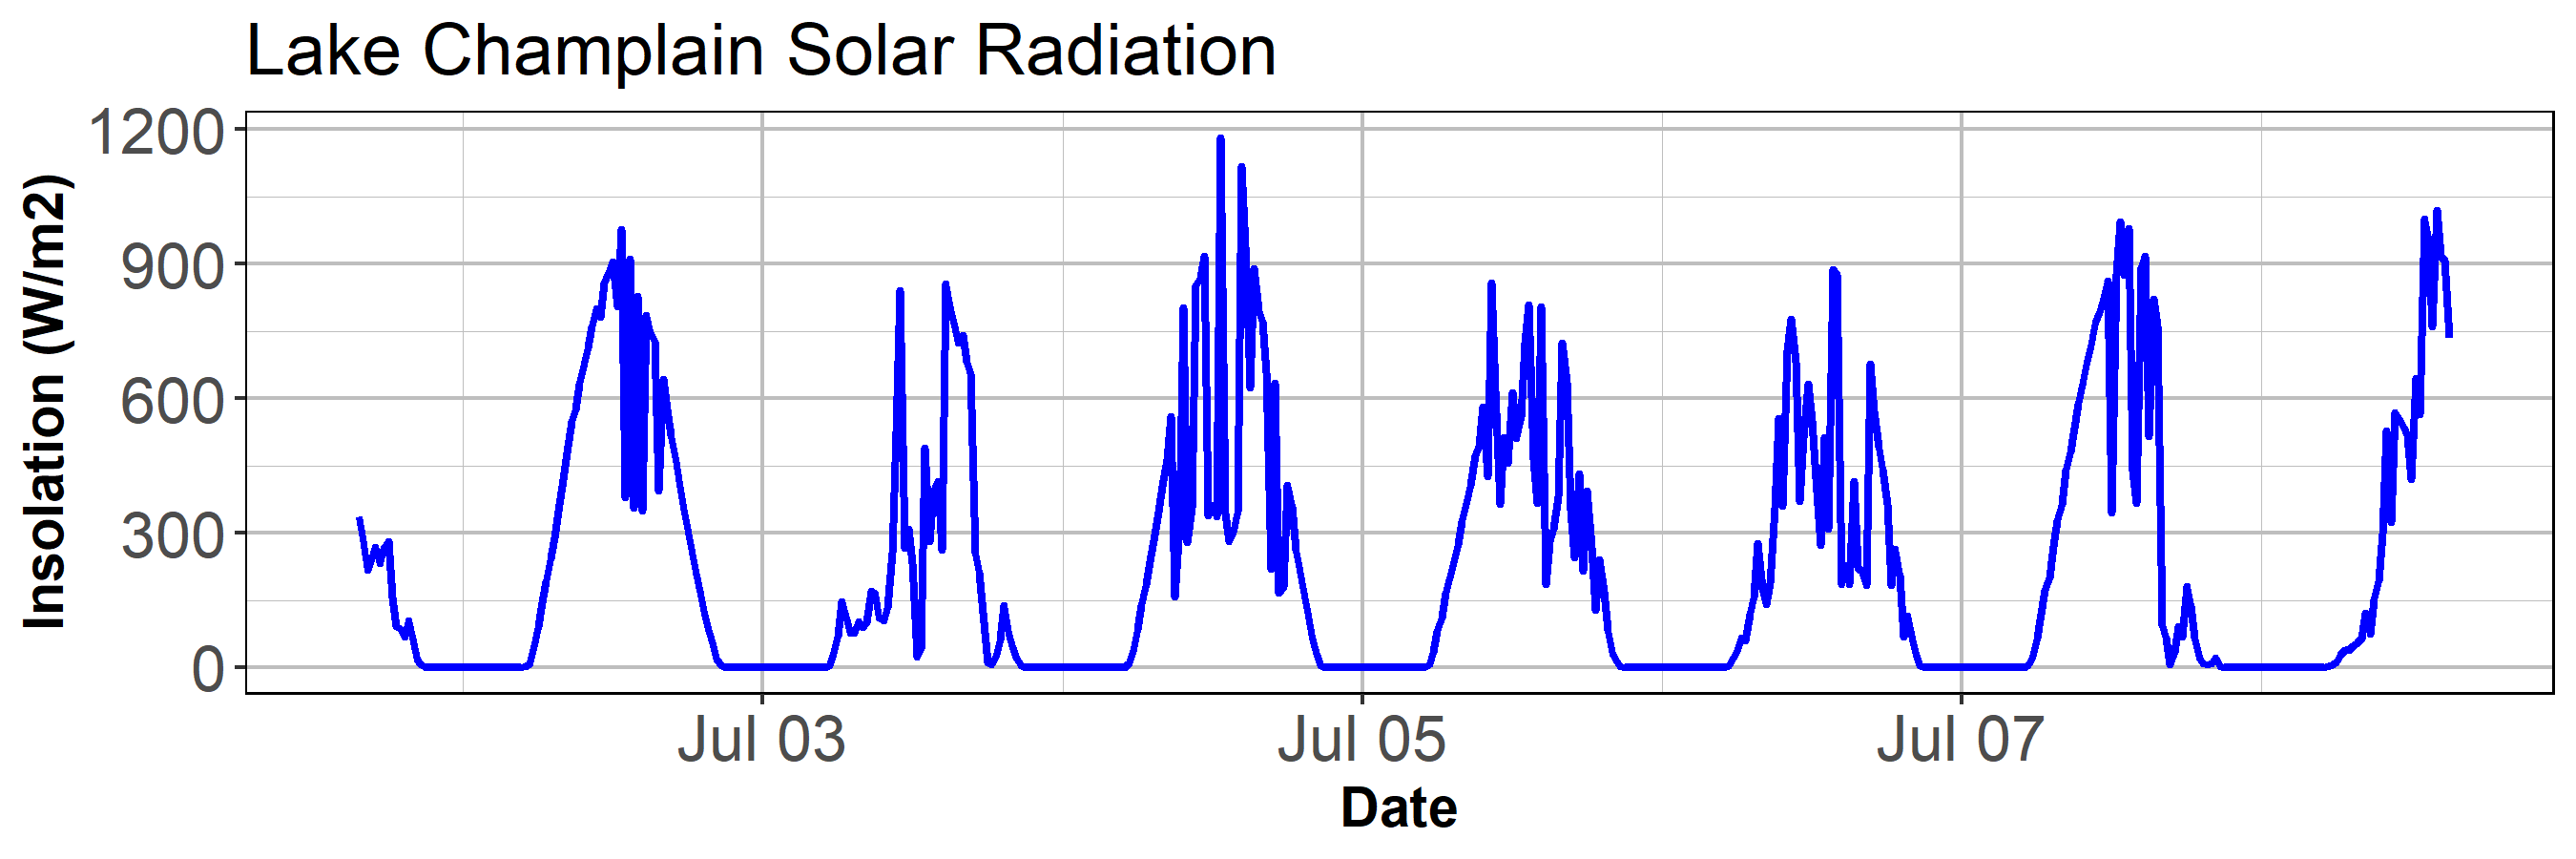 Lake Champlain Solar Radiation
1200
900
600
300
0
Insolation (W/m2)
Jul 03 Jul 05 Jul 07
Date